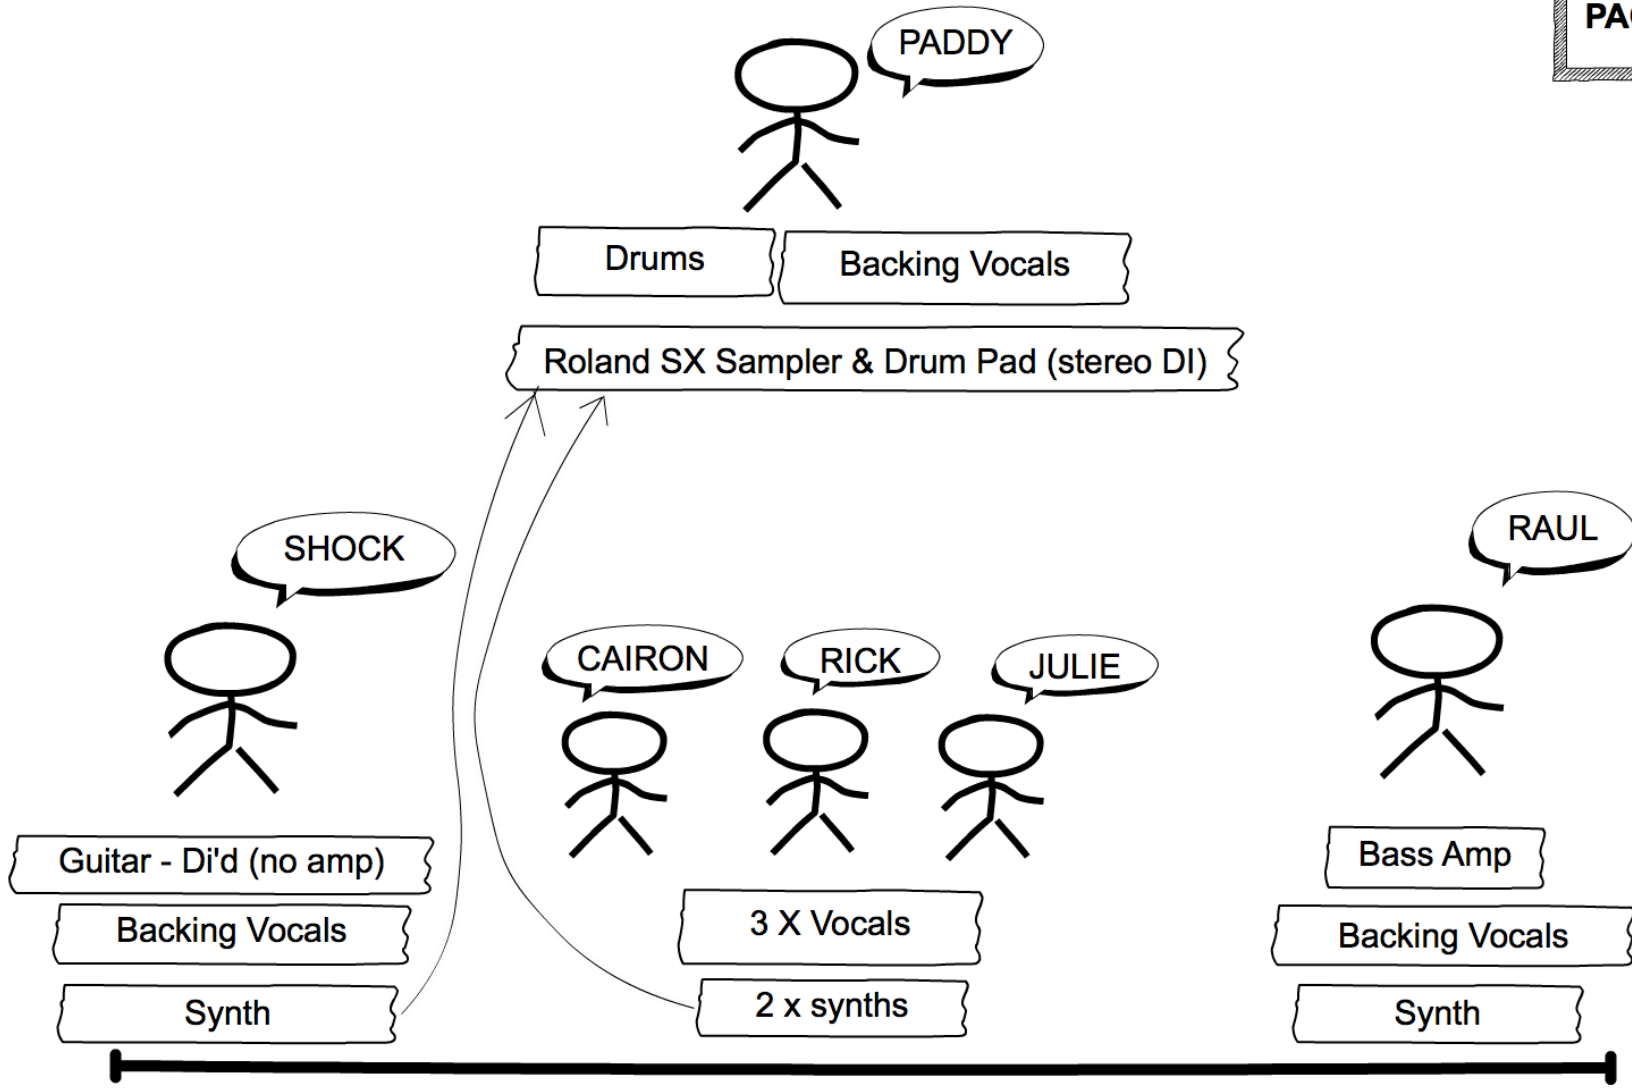 PADDY
Drums
Backing Vocals
Roland SX Sampler & Drum Pad (stereo DI)
SHOCK
RAUL
CAIRON
RICK
JULIE
Guitar - Di'd (no amp)
Backing Vocals
Synth
3 X Vocals
2 x synths
Bass Amp
Backing Vocals
Synth